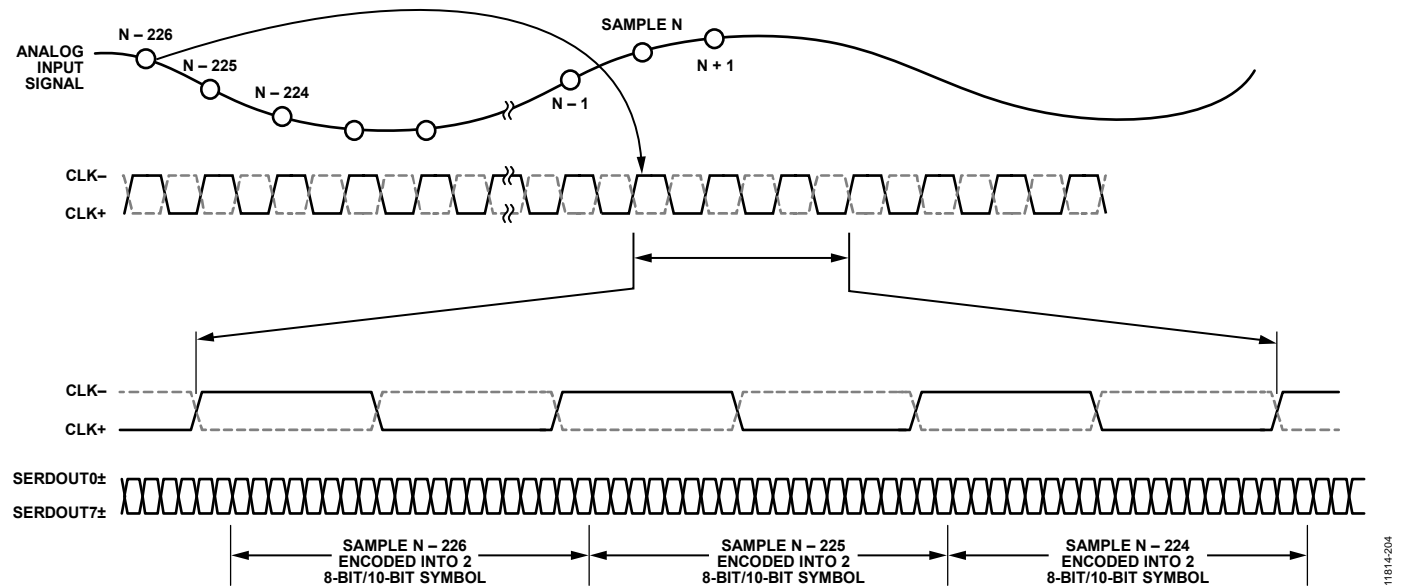 N – 226
SAMPLE N
ANALOG
INPUT
SIGNAL
N – 225
N + 1
N – 224
N – 1
CLK–
CLK+
CLK–
CLK+
SERDOUT0±
SERDOUT7±
SAMPLE N – 226
ENCODED INTO 2
8-BIT/10-BIT SYMBOL
SAMPLE N – 225
ENCODED INTO 2
8-BIT/10-BIT SYMBOL
SAMPLE N – 224
ENCODED INTO 2
8-BIT/10-BIT SYMBOL
11814-204